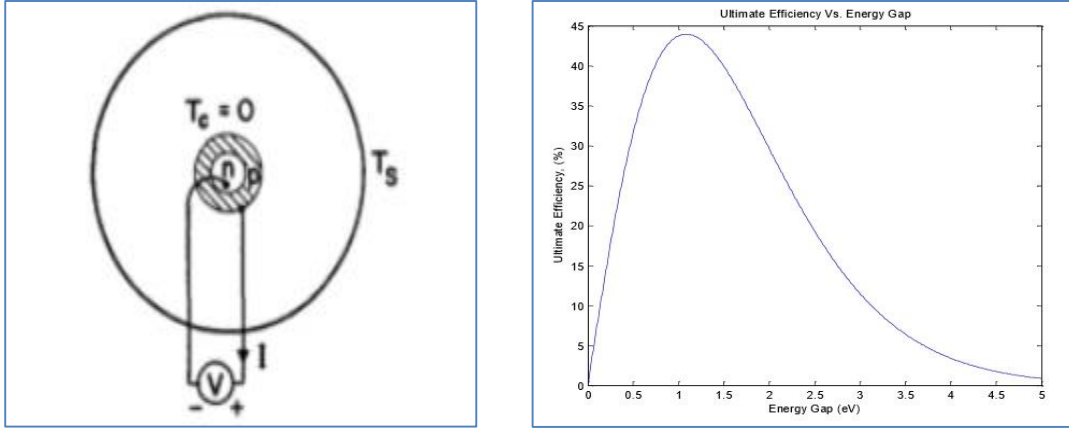 T_c = 0
n
p
T_S
I
V
- +
Ultimate Efficiency Vs. Energy Gap
Ultimate Efficiency, (%)
45
40
35
30
25
20
15
10
5
0
0 0.5 1 1.5 2 2.5 3 3.5 4 4.5 5
Energy Gap (eV)